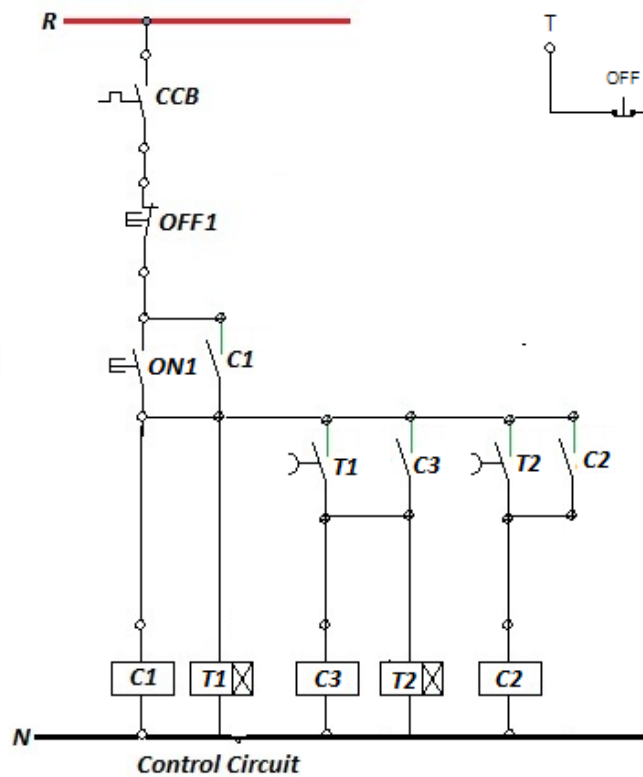 R
T
CCB
OFF
OFF1
ON1
C1
T1
C3
T2
C2
C1
T1
C3
T2
C2
N
Control Circuit